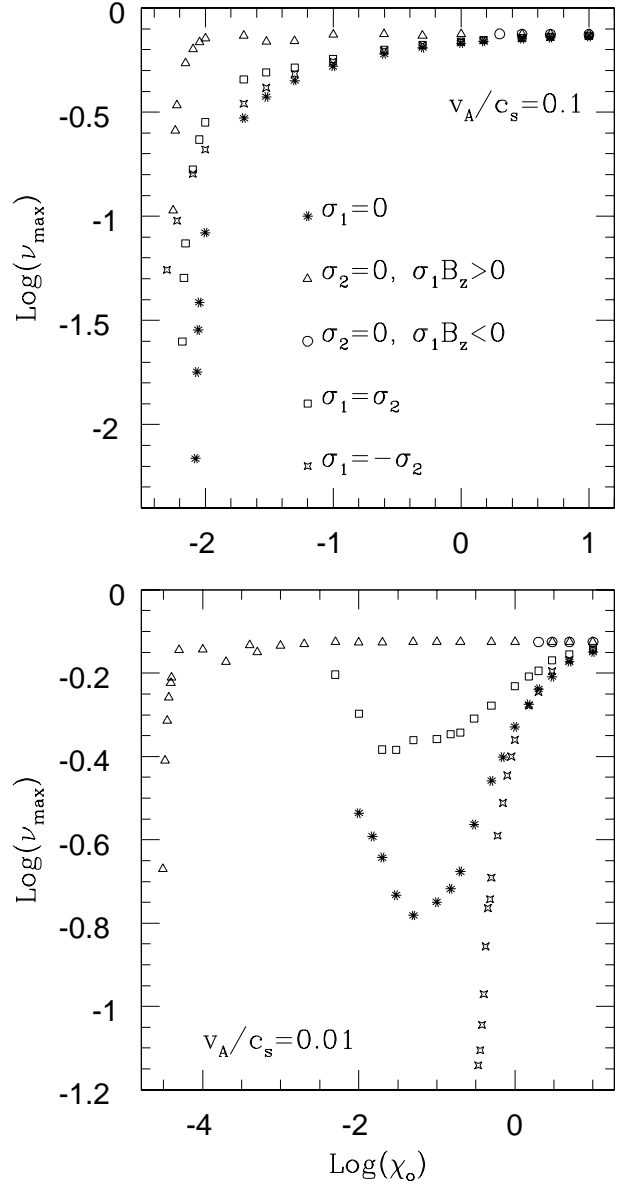 0
-0.5
-1
-1.5
-2
Log(ν_max)
v_A/c_s=0.1
σ_1=0
σ_2=0, σ_1B_z>0
σ_2=0, σ_1B_z<0
σ_1=σ_2
σ_1=−σ_2
-2 -1 0 1
0
-0.2
-0.4
-0.6
-0.8
-1
-1.2
Log(ν_max)
v_A/c_s=0.01
-4 -2 0
Log(χ_o)